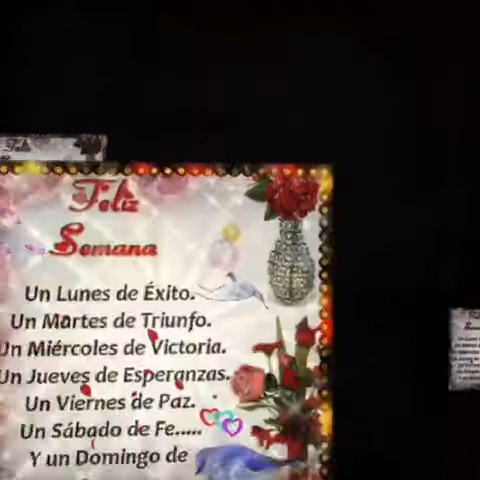 Feliz
Semana
Un Lunes de Éxito.
Un Martes de Triunfo.
Un Miércoles de Victoria.
Un Jueves de Esperanzas.
Un Viernes de Paz.
Un Sábado de Fe.....
Y un Domingo de
Feliz